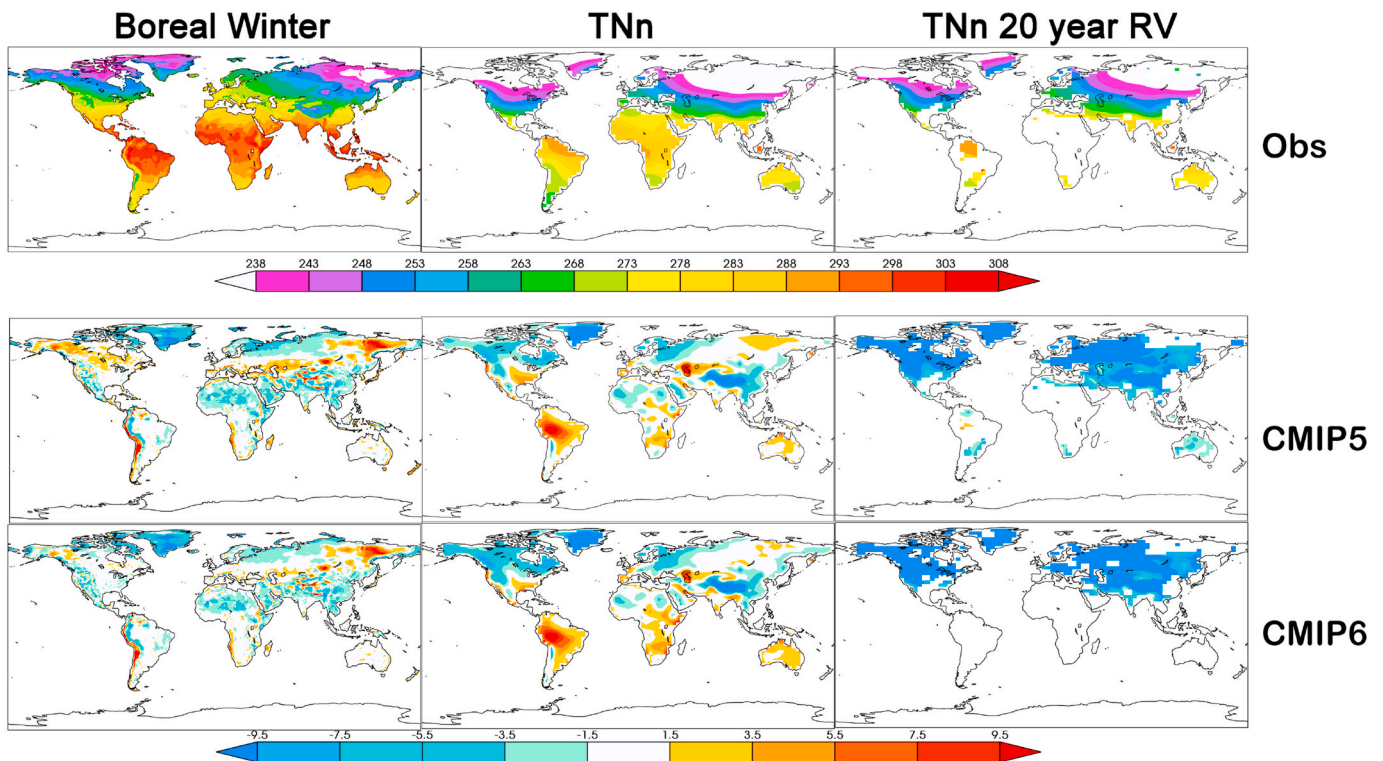 Boreal Winter TNn TNn 20 year RV
Obs
238 243 248 253 258 263 268 273 278 283 288 293 298 303 308
CMIP5
CMIP6
-9.5 -7.5 -5.5 -3.5 -1.5 1.5 3.5 5.5 7.5 9.5